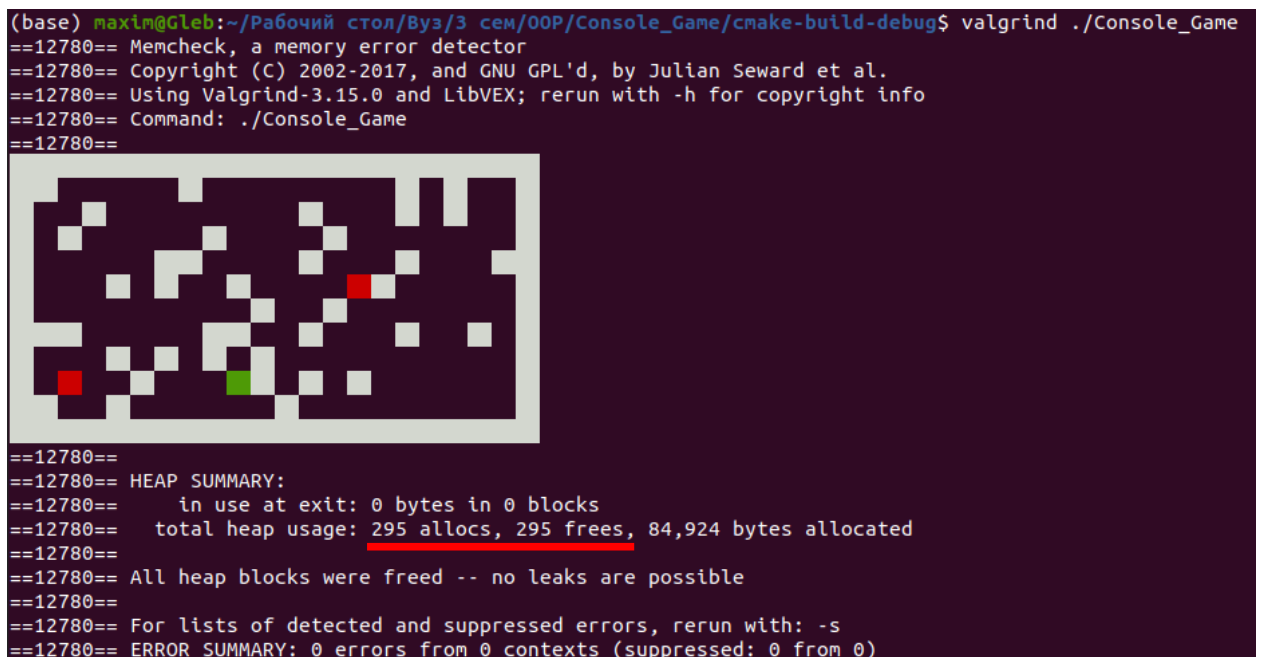 (base) maxim@Gleb:~/Рабочий стол/Вуз/3 сем/OOP/Console_Game/cmake-build-debug$ valgrind ./Console_Game
==12780== Memcheck, a memory error detector
==12780== Copyright (C) 2002-2017, and GNU GPL'd, by Julian Seward et al.
==12780== Using Valgrind-3.15.0 and LibVEX; rerun with -h for copyright info
==12780== Command: ./Console_Game
==12780==
==12780==
==12780== HEAP SUMMARY:
==12780==     in use at exit: 0 bytes in 0 blocks
==12780==   total heap usage: 295 allocs, 295 frees, 84,924 bytes allocated
==12780==
==12780== All heap blocks were freed -- no leaks are possible
==12780==
==12780== For lists of detected and suppressed errors, rerun with: -s
==12780== ERROR SUMMARY: 0 errors from 0 contexts (suppressed: 0 from 0)